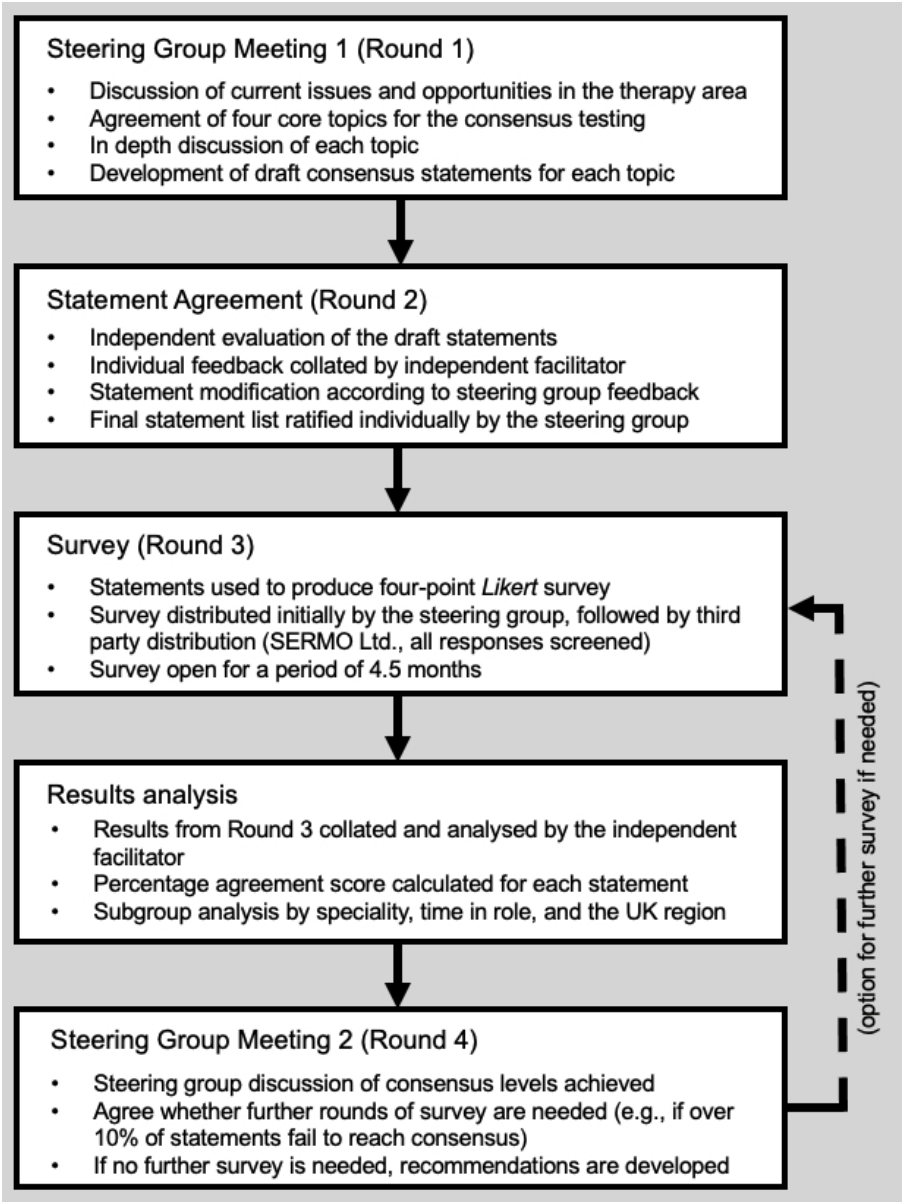 Steering Group Meeting 1 (Round 1)
• Discussion of current issues and opportunities in the therapy area
• Agreement of four core topics for the consensus testing
• In depth discussion of each topic
• Development of draft consensus statements for each topic
Statement Agreement (Round 2)
• Independent evaluation of the draft statements
• Individual feedback collated by independent facilitator
• Statement modification according to steering group feedback
• Final statement list ratified individually by the steering group
Survey (Round 3)
• Statements used to produce four-point Likert survey
• Survey distributed initially by the steering group, followed by third
party distribution (SERMO Ltd., all responses screened)
• Survey open for a period of 4.5 months
Results analysis
• Results from Round 3 collated and analysed by the independent
facilitator
• Percentage agreement score calculated for each statement
• Subgroup analysis by speciality, time in role, and the UK region
Steering Group Meeting 2 (Round 4)
• Steering group discussion of consensus levels achieved
• Agree whether further rounds of survey are needed (e.g., if over
10% of statements fail to reach consensus)
• If no further survey is needed, recommendations are developed
(option for further survey if needed)